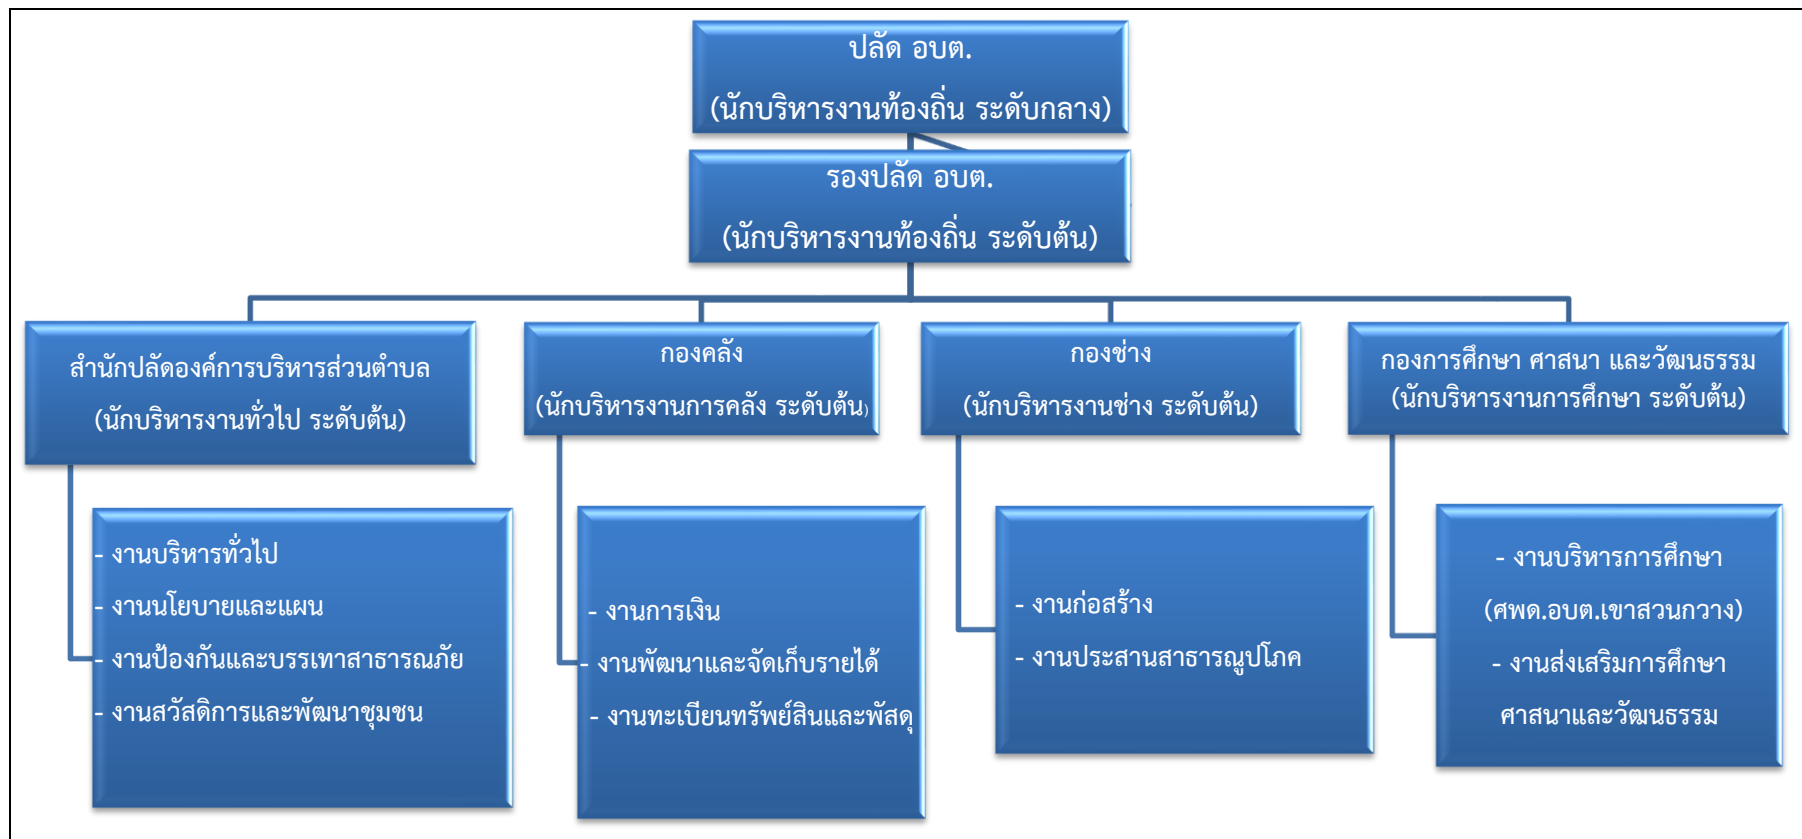 ปลัด อบต.
(นักบริหารงานท้องถิ่น ระดับกลาง)
รองปลัด อบต.
(นักบริหารงานท้องถิ่น ระดับต้น)
สำนักปลัดองค์การบริหารส่วนตำบล
(นักบริหารงานทั่วไป ระดับต้น)
กองคลัง
(นักบริหารงานการคลัง ระดับต้น)
กองช่าง
(นักบริหารงานช่าง ระดับต้น)
กองการศึกษา ศาสนา และวัฒนธรรม
(นักบริหารงานการศึกษา ระดับต้น)
- งานบริหารทั่วไป
- งานนโยบายและแผน
- งานป้องกันและบรรเทาสาธารณภัย
- งานสวัสดิการและพัฒนาชุมชน
- งานการเงิน
- งานพัฒนาและจัดเก็บรายได้
- งานทะเบียนทรัพย์สินและพัสดุ
- งานก่อสร้าง
- งานประสานสาธารณูปโภค
- งานบริหารการศึกษา
(ศพด.อบต.เขาสวนกวาง)
- งานส่งเสริมการศึกษา
ศาสนาและวัฒนธรรม